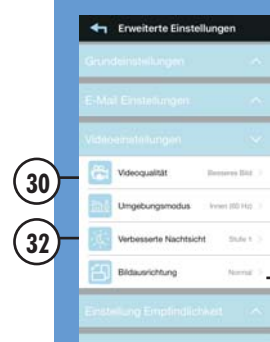 Erweiterte Einstellungen
Grundeinstellungen
E-Mail Einstellungen
Videoeinstellungen
30
Videoqualität Besseres Bild
Umgebungsmodus Innen (60 Hz)
32
Verbesserte Nachtsicht Stufe 1
Bildausrichtung Normal
Einstellung Empfindlichkeit